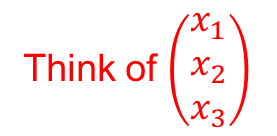 Think of (x₁
x₂
x₃)